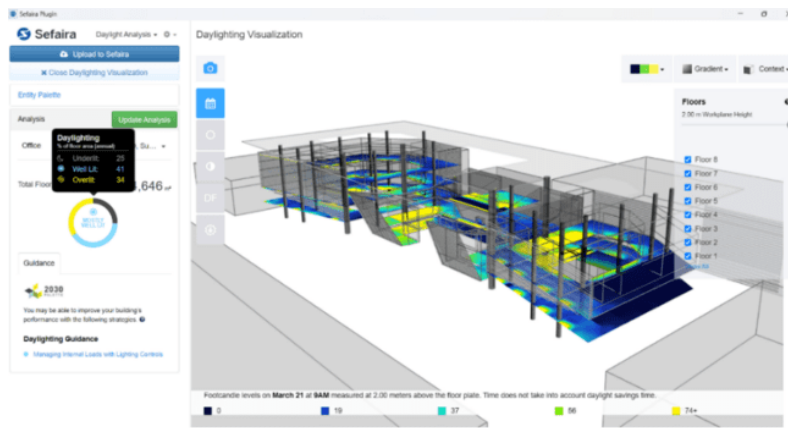 Sefaira Plugin
Sefaira
Daylight Analysis
Upload to Sefaira
Close Daylighting Visualization
Entity Palette
Analysis
Update Analysis
Office
Su...
Daylighting
% of floor area (annual)
Underlit: 25
Well Lit: 41
Overlit: 34
Total Floor
,646
MOSTLY
WELL LIT
Guidance
2030
PALETTE
You may be able to improve your building's
performance with the following strategies.
Daylighting Guidance
Managing Internal Loads with Lighting Controls
Daylighting Visualization
DF
Gradient
Context
Floors
2.00 m Workplane Height
Floor 8
Floor 7
Floor 6
Floor 5
Floor 4
Floor 3
Floor 2
Floor 1
Footcandle levels on March 21 at 9AM measured at 2.00 meters above the floor plate. Time does not take into account daylight savings time.
0
19
37
56
74+